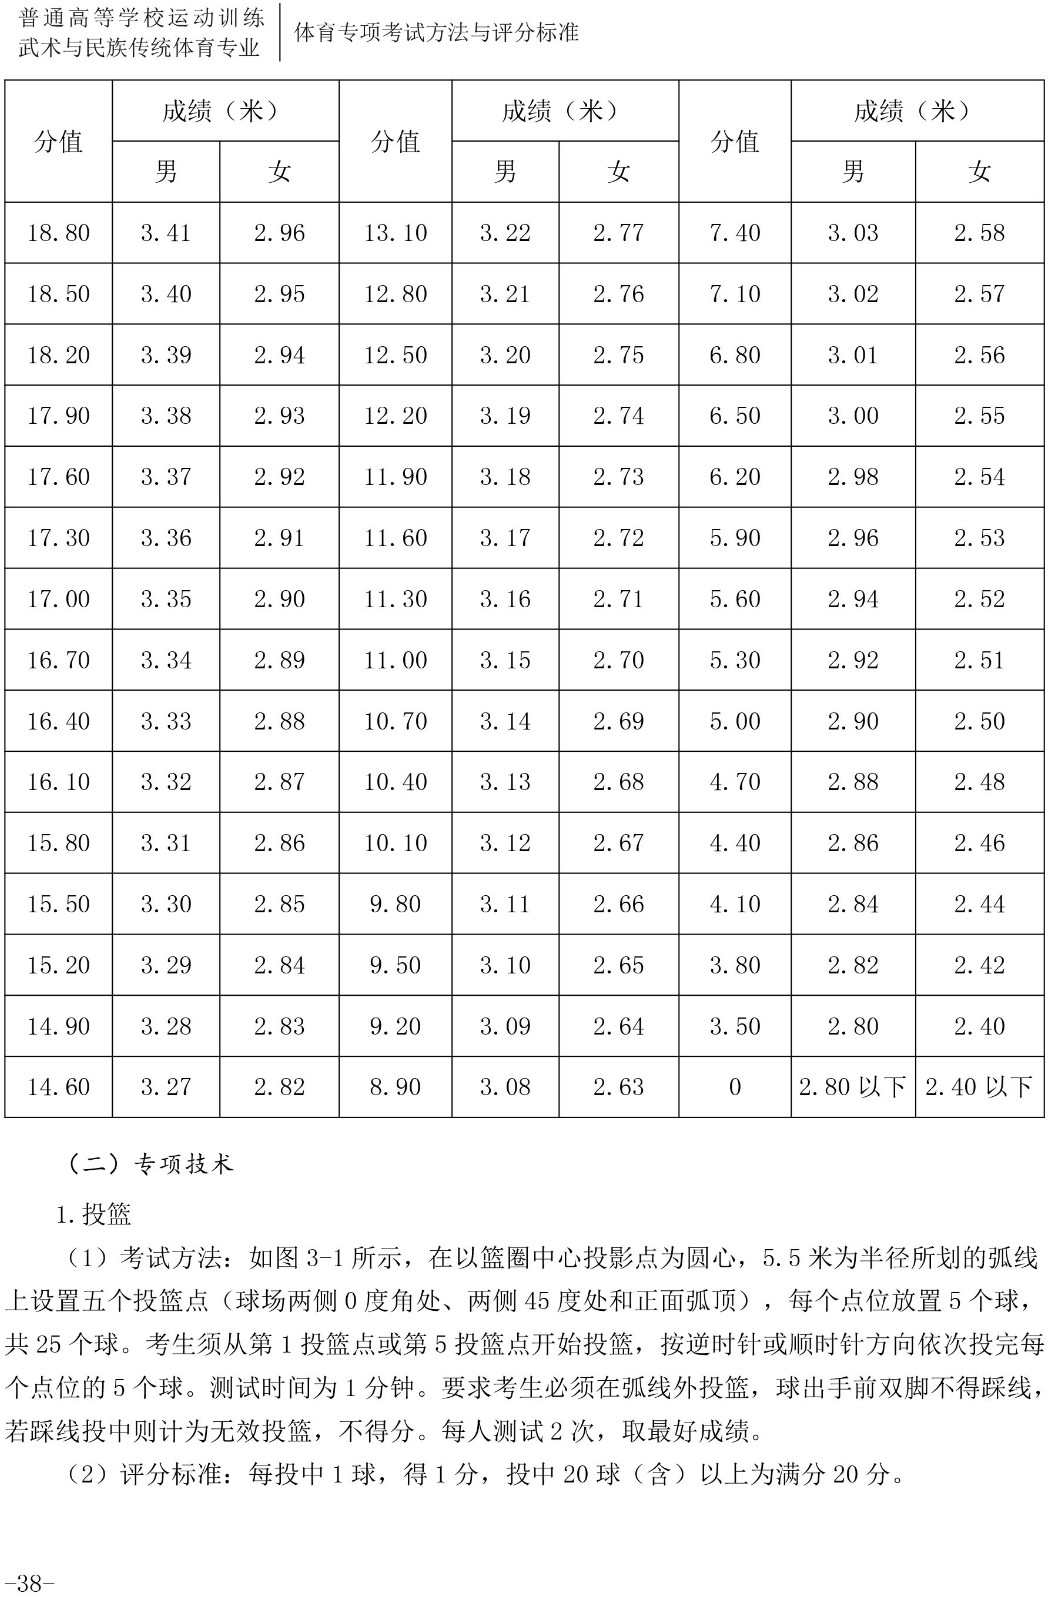 普通高等学校运动训练
武术与民族传统体育专业
体育专项考试方法与评分标准
分值 成绩（米） 分值 成绩（米） 分值 成绩（米）
男 女 男 女 男 女
18.80 3.41 2.96 13.10 3.22 2.77 7.40 3.03 2.58
18.50 3.40 2.95 12.80 3.21 2.76 7.10 3.02 2.57
18.20 3.39 2.94 12.50 3.20 2.75 6.80 3.01 2.56
17.90 3.38 2.93 12.20 3.19 2.74 6.50 3.00 2.55
17.60 3.37 2.92 11.90 3.18 2.73 6.20 2.98 2.54
17.30 3.36 2.91 11.60 3.17 2.72 5.90 2.96 2.53
17.00 3.35 2.90 11.30 3.16 2.71 5.60 2.94 2.52
16.70 3.34 2.89 11.00 3.15 2.70 5.30 2.92 2.51
16.40 3.33 2.88 10.70 3.14 2.69 5.00 2.90 2.50
16.10 3.32 2.87 10.40 3.13 2.68 4.70 2.88 2.48
15.80 3.31 2.86 10.10 3.12 2.67 4.40 2.86 2.46
15.50 3.30 2.85 9.80 3.11 2.66 4.10 2.84 2.44
15.20 3.29 2.84 9.50 3.10 2.65 3.80 2.82 2.42
14.90 3.28 2.83 9.20 3.09 2.64 3.50 2.80 2.40
14.60 3.27 2.82 8.90 3.08 2.63 0 2.80以下 2.40以下
（二）专项技术
1.投篮
（1）考试方法：如图3-1所示，在以篮圈中心投影点为圆心，5.5米为半径所划的弧线
上设置五个投篮点（球场两侧0度角处、两侧45度处和正面弧顶），每个点位放置5个球，
共25个球。考生须从第1投篮点或第5投篮点开始投篮，按逆时针或顺时针方向依次投完每
个点位的5个球。测试时间为1分钟。要求考生必须在弧线外投篮，球出手前双脚不得踩线，
若踩线投中则计为无效投篮，不得分。每人测试2次，取最好成绩。
（2）评分标准：每投中1球，得1分，投中20球（含）以上为满分20分。
-38-